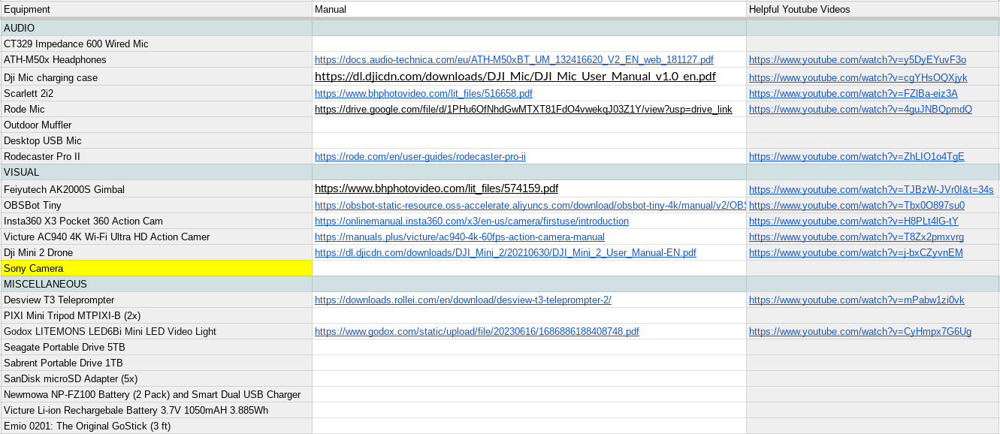 Equipment Manual Helpful Youtube Videos
AUDIO
CT329 Impedance 600 Wired Mic
ATH-M50x Headphones https://docs.audio-technica.com/eu/ATH-M50xBT_UM_132416620_V2_EN_web_181127.pdf https://www.youtube.com/watch?v=y5DyEYuvF3o
Dji Mic charging case https://dl.djicdn.com/downloads/DJI_Mic/DJI_Mic_User_Manual_v1.0_en.pdf https://www.youtube.com/watch?v=cgYHsOQXjyk
Scarlett 2i2 https://www.bhphotovideo.com/lit_files/516658.pdf https://www.youtube.com/watch?v=FZlBa-eiz3A
Rode Mic https://drive.google.com/file/d/1PHu6OfNhdGwMTXT81FdO4vwekqJ03Z1Y/view?usp=drive_link https://www.youtube.com/watch?v=4guJNBQpmdQ
Outdoor Muffler
Desktop USB Mic
Rodecaster Pro II https://rode.com/en/user-guides/rodecaster-pro-ii https://www.youtube.com/watch?v=ZhLIO1o4TgE
VISUAL
Feiyutech AK2000S Gimbal https://www.bhphotovideo.com/lit_files/574159.pdf https://www.youtube.com/watch?v=TJBzW-JVr0I&t=34s
OBSBot Tiny https://obsbot-static-resource.oss-accelerate.aliyuncs.com/download/obsbot-tiny-4k/manual/v2/OBS https://www.youtube.com/watch?v=Tbx0O897su0
Insta360 X3 Pocket 360 Action Cam https://onlinemanual.insta360.com/x3/en-us/camera/firstuse/introduction https://www.youtube.com/watch?v=H8PLt4lG-tY
Victure AC940 4K Wi-Fi Ultra HD Action Camer https://manuals.plus/victure/ac940-4k-60fps-action-camera-manual https://www.youtube.com/watch?v=T8Zx2pmxvrg
Dji Mini 2 Drone https://dl.djicdn.com/downloads/DJI_Mini_2/20210630/DJI_Mini_2_User_Manual-EN.pdf https://www.youtube.com/watch?v=j-bxCZyvnEM
Sony Camera
MISCELLANEOUS
Desview T3 Teleprompter https://downloads.rollei.com/en/download/desview-t3-teleprompter-2/ https://www.youtube.com/watch?v=mPabw1zi0vk
PIXI Mini Tripod MTPIXI-B (2x)
Godox LITEMONS LED6Bi Mini LED Video Light https://www.godox.com/static/upload/file/20230616/1686886188408748.pdf https://www.youtube.com/watch?v=CyHmpx7G6Ug
Seagate Portable Drive 5TB
Sabrent Portable Drive 1TB
SanDisk microSD Adapter (5x)
Newmowa NP-FZ100 Battery (2 Pack) and Smart Dual USB Charger
Victure Li-ion Rechargebale Battery 3.7V 1050mAH 3.885Wh
Emio 0201: The Original GoStick (3 ft)